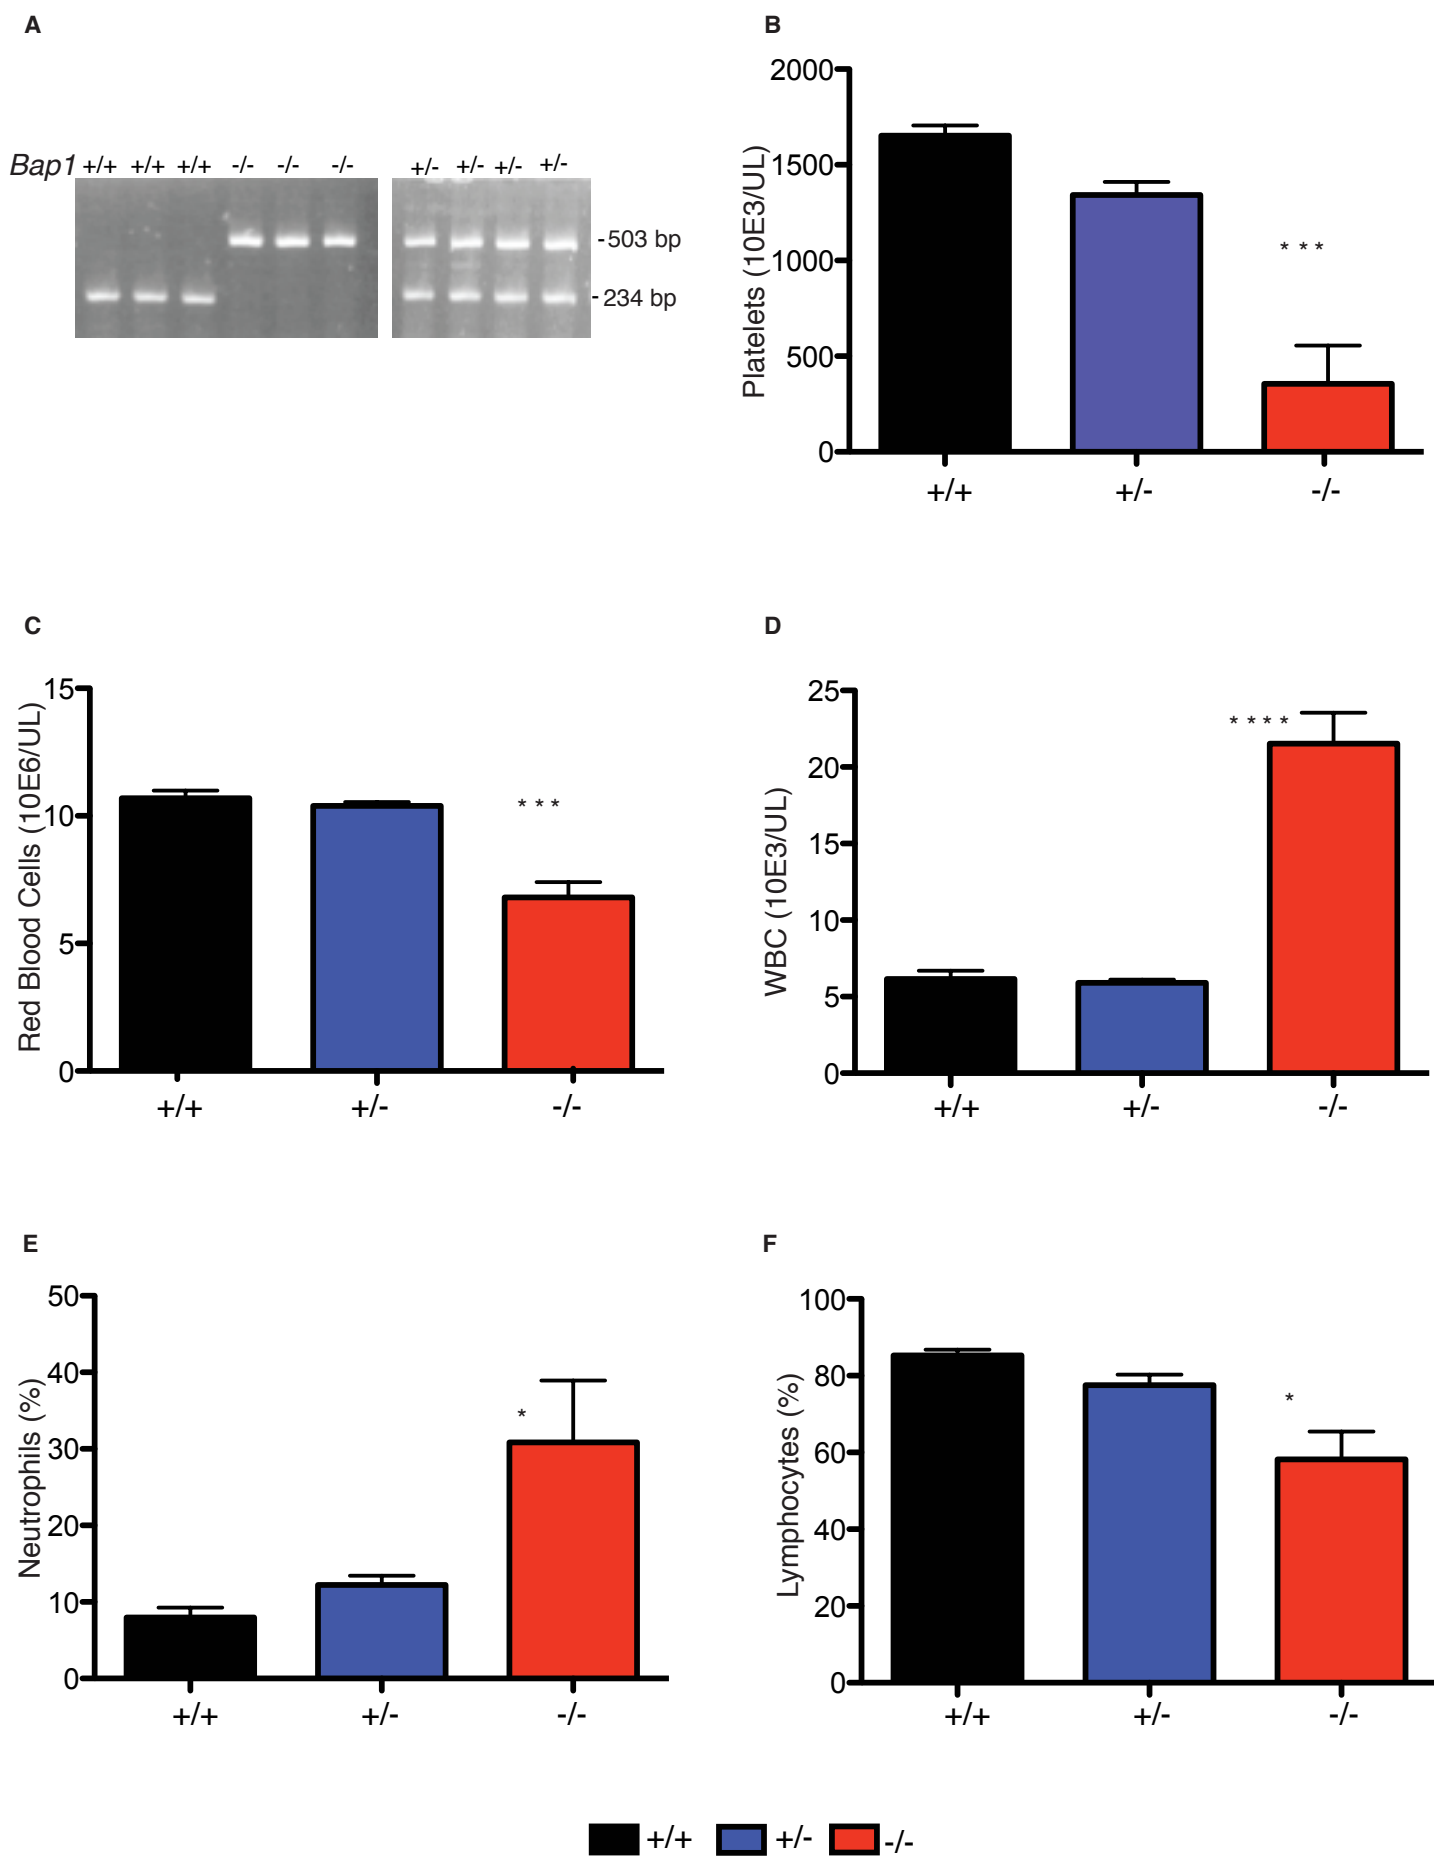 A
Bap1 +/+ +/+ +/+ -/- -/- -/- +/- +/- +/- +/-
-503 bp
-234 bp
B
Platelets (10E3/UL)
2000
1500
1000
500
0
* * *
+/+ +/- -/-
C
Red Blood Cells (10E6/UL)
15
10
5
0
* * *
+/+ +/- -/-
D
WBC (10E3/UL)
25
20
15
10
5
0
* * * *
+/+ +/- -/-
E
Neutrophils (%)
50
40
30
20
10
0
*
+/+ +/- -/-
F
Lymphocytes (%)
100
80
60
40
20
0
*
+/+ +/- -/-
+/+ +/- -/-